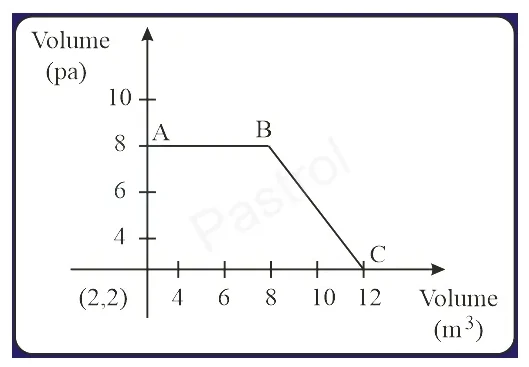 Volume
(pa)
10
8
A
B
6
4
C
(2,2)
4 6 8 10 12
Volume
(m³)
Pastrol